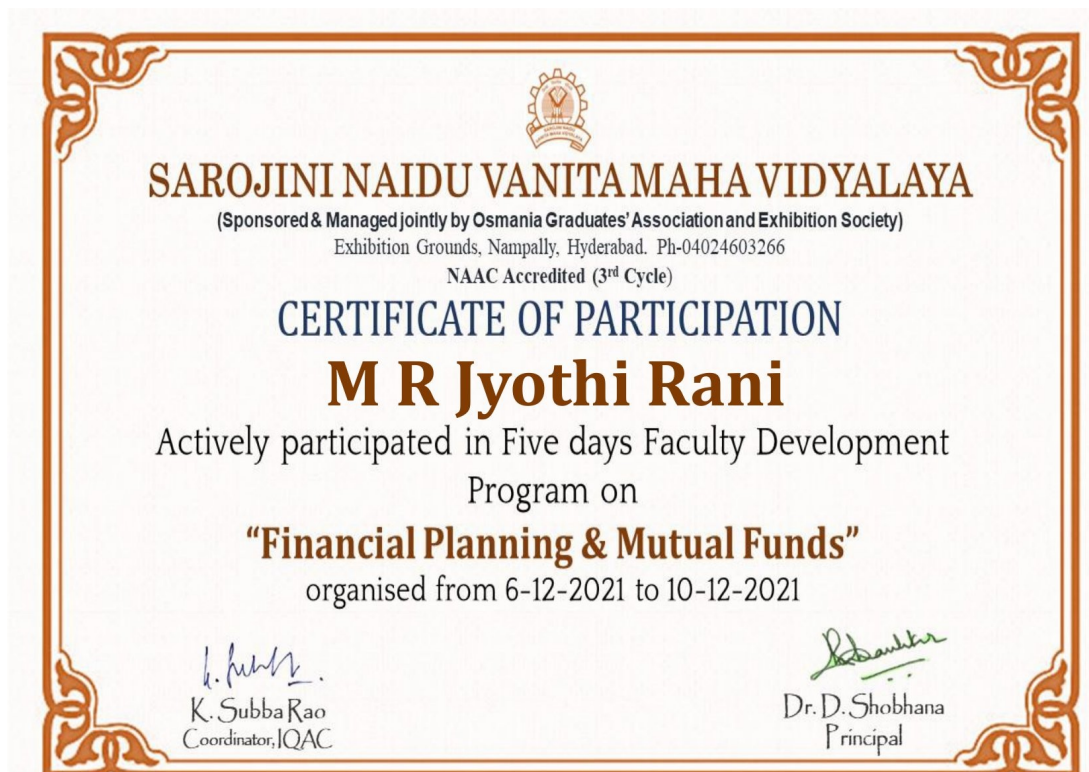 SAROJINI NAIDU VANITA MAHA VIDYALAYA
(Sponsored & Managed jointly by Osmania Graduates' Association and Exhibition Society)
Exhibition Grounds, Nampally, Hyderabad. Ph-04024603266
NAAC Accredited (3rd Cycle)
CERTIFICATE OF PARTICIPATION
M R Jyothi Rani
Actively participated in Five days Faculty Development
Program on
“Financial Planning & Mutual Funds”
organised from 6-12-2021 to 10-12-2021
K. Subba Rao
Coordinator, IQAC
Dr. D. Shobhana
Principal